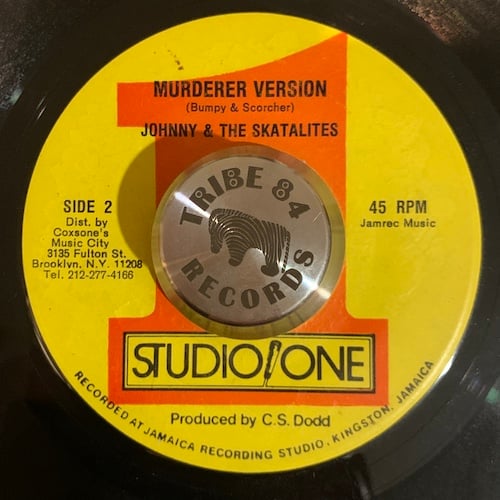 MURDERER VERSION
(Bumpy & Scorcher)
JOHNNY & THE SKATALITES
TRIBE 84
RECORDS
SIDE 2
Dist. by
Coxsone's
Music City
3135 Fulton St.
Brooklyn, N.Y. 11208
Tel. 212-277-4166
45 RPM
Jamrec Music
1
STUDIO ONE
Produced by C.S. Dodd
RECORDED AT JAMAICA RECORDING STUDIO, KINGSTON, JAMAICA